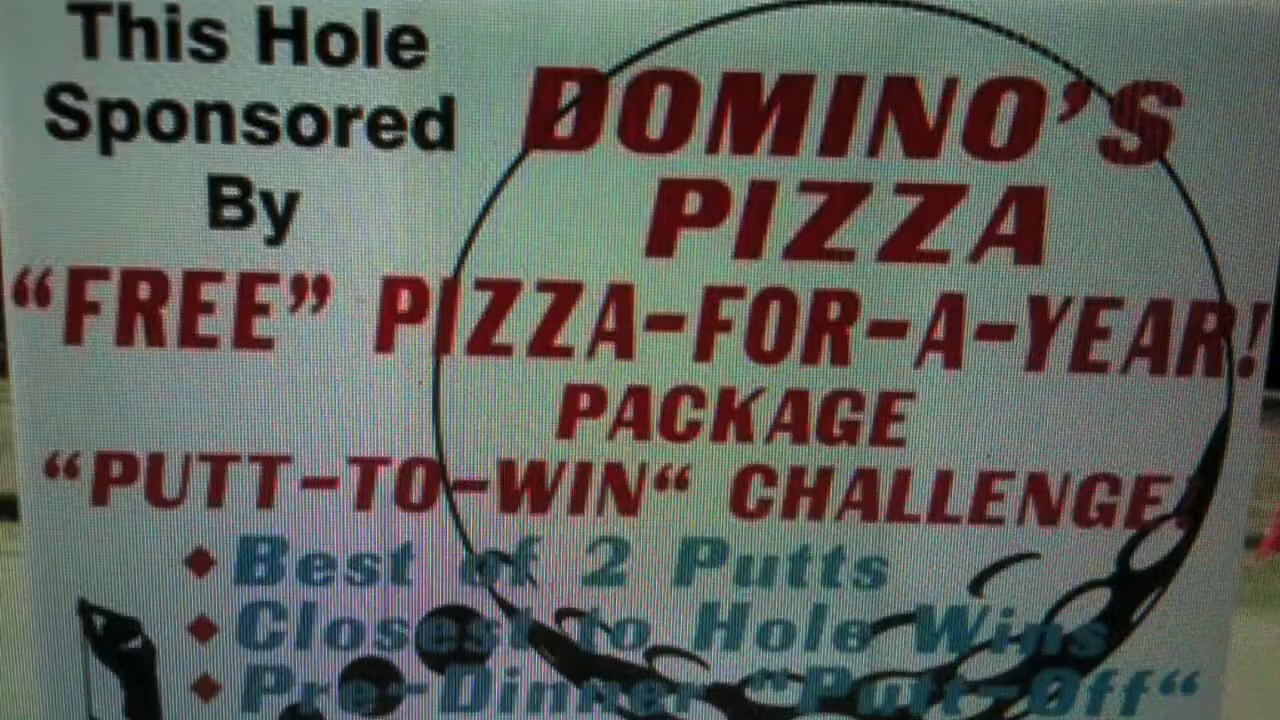 This Hole
Sponsored
By
DOMINO'S
PIZZA
“FREE” PIZZA-FOR-A-YEAR!
PACKAGE
“PUTT-TO-WIN“ CHALLENGE!
Best of 2 Putts
Closest to Hole Wins
Pre-Dinner “Putt-Off“